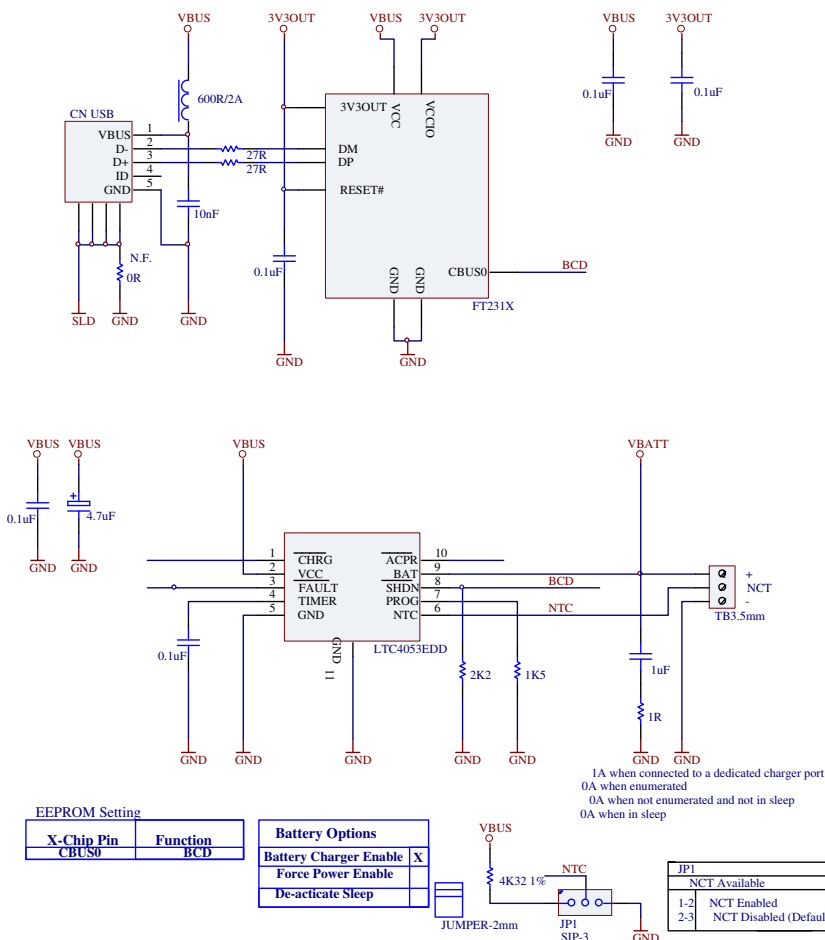 VBUS
3V3OUT
VBUS
3V3OUT
VBUS
3V3OUT
600R/2A
0.1uF
0.1uF
GND
GND
CN USB
VBUS
D-
D+
ID
GND
1
2
3
4
5
27R
27R
10nF
3V3OUT
VCC
VCCIO
DM
DP
RESET#
GND
GND
CBUS0
BCD
FT231X
N.F.
0R
0.1uF
SLD
GND
GND
GND
GND
VBUS
VBUS
VBUS
VBATT
0.1uF
4.7uF
GND
GND
1
2
3
4
5
CHRG
VCC
FAULT
TIMER
GND
ACPR
BAT
SHDN
PROG
NTC
10
9
8
7
6
GND
11
LTC4053EDD
BCD
NTC
+
NCT
-
TB3.5mm
0.1uF
2K2
1K5
1uF
1R
GND
GND
GND
GND
GND
GND
GND
1A when connected to a dedicated charger port
0A when enumerated
0A when not enumerated and not in sleep
0A when in sleep
EEPROM Setting
X-Chip Pin Function
CBUS0 BCD
Battery Options
Battery Charger Enable X
Force Power Enable
De-acticate Sleep
JUMPER-2mm
VBUS
4K32 1%
NTC
JP1
SIP-3
GND
JP1
NCT Available
1-2 NCT Enabled
2-3 NCT Disabled (Defaul